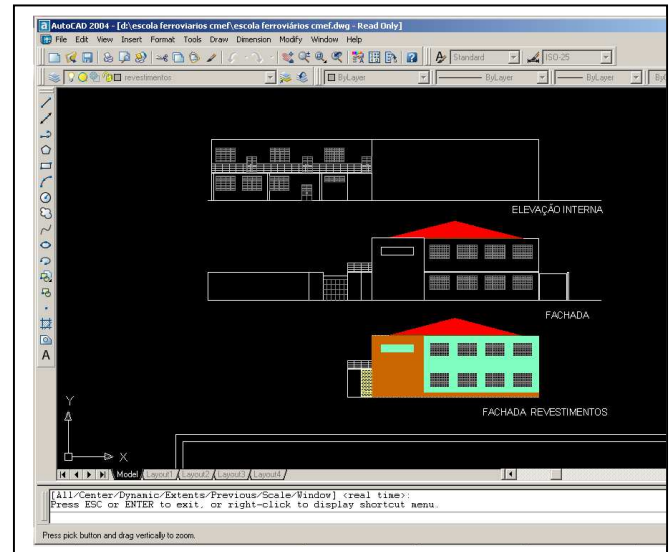 AutoCAD 2004 - [d:\escola ferroviarios cmef\escola ferroviários cmef.dwg - Read Only]
File Edit View Insert Format Tools Draw Dimension Modify Window Help
Standard ISO-25
revestimentos ByLayer ByLayer ByLayer
ELEVAÇÃO INTERNA
FACHADA
FACHADA REVESTIMENTOS
Y
X
Model Layout1 Layout2 Layout3 Layout4
[All/Center/Dynamic/Extents/Previous/Scale/Window] <real time>:
Press ESC or ENTER to exit, or right-click to display shortcut menu.
Press pick button and drag vertically to zoom.